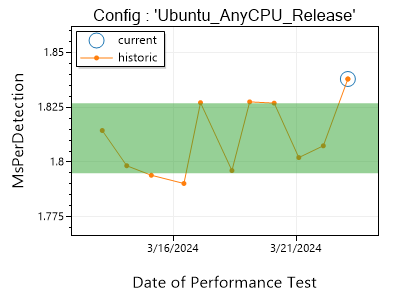 Config : 'Ubuntu_AnyCPU_Release'
current
historic
MsPerDetection
1.85
1.825
1.8
1.775
3/16/2024
3/21/2024
Date of Performance Test